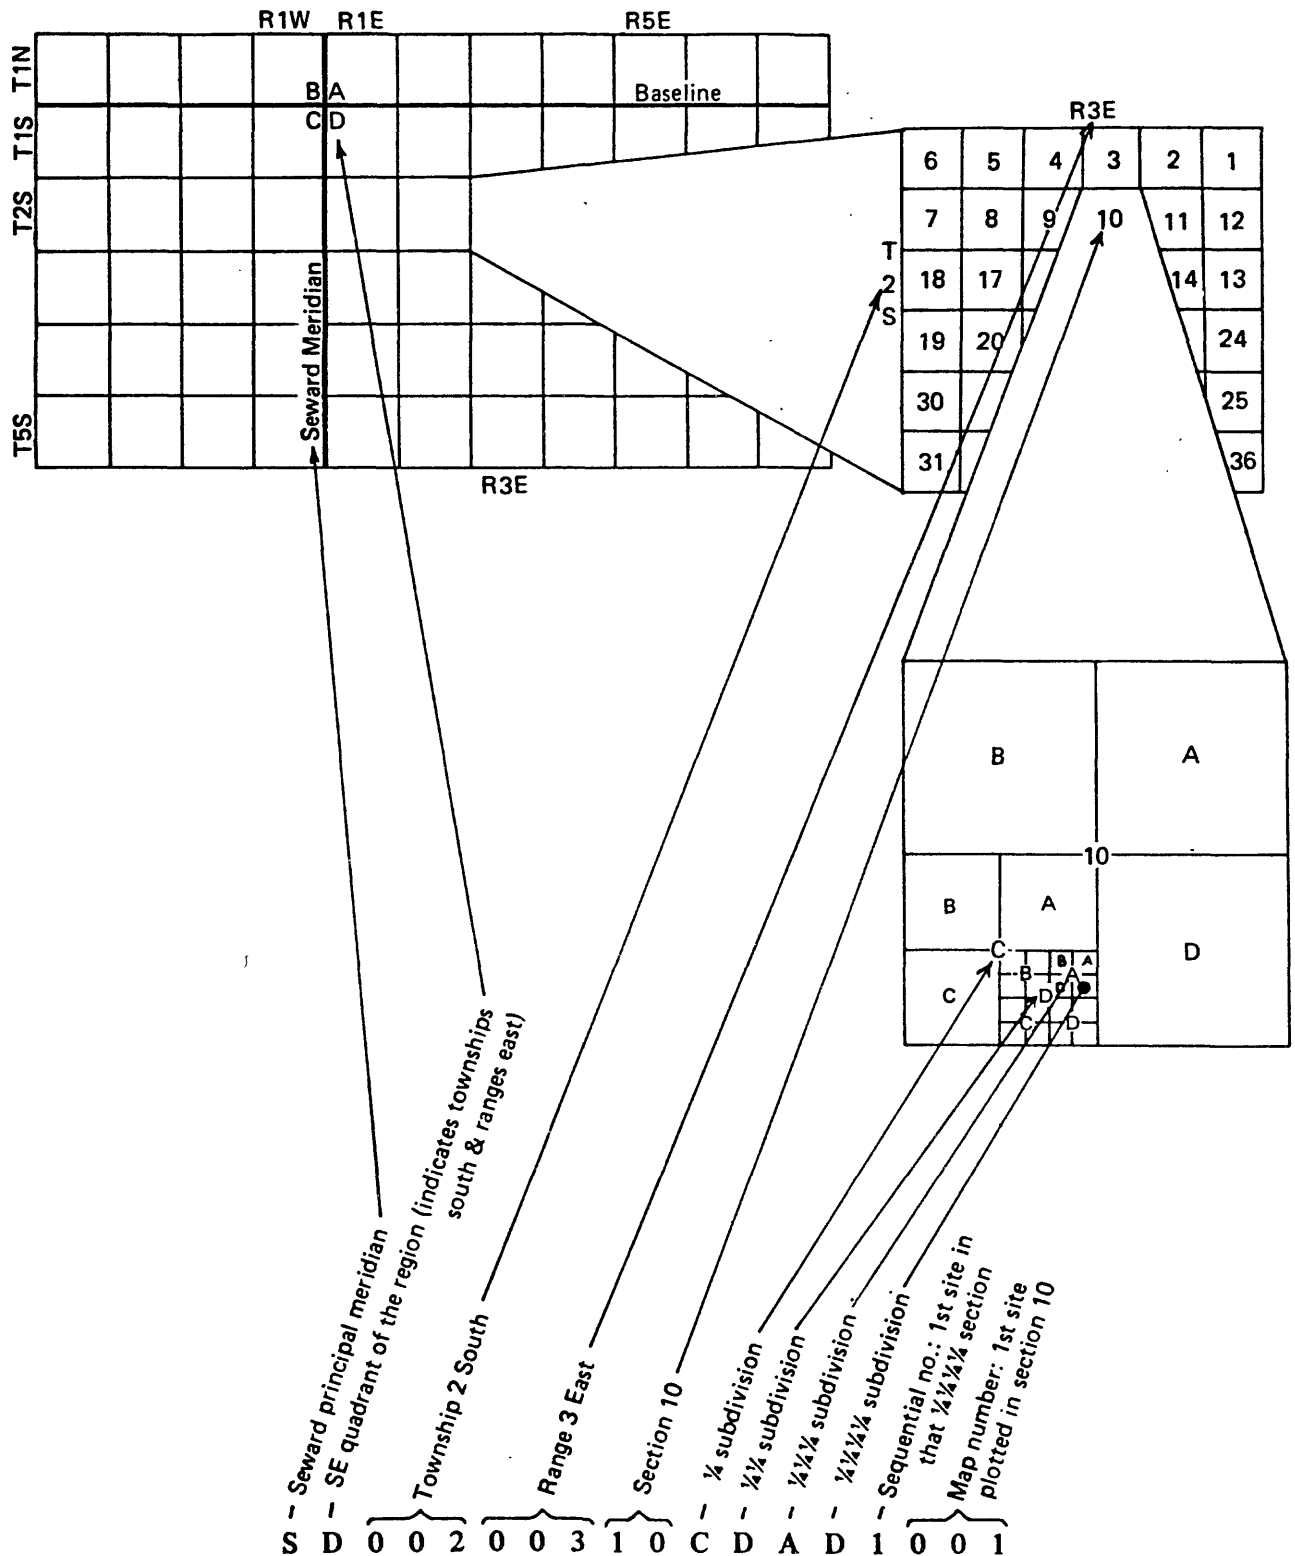 R1W R1E R5E
T1N
B A
Baseline
C D
T1S
T2S
T5S
Seward Meridian
R3E
R3E
T
2
S
6 5 4 3 2 1
7 8 9 10 11 12
18 17 14 13
19 20 24
30 25
31 36
B A
10
B A
C
D
C
B A
B A
D D
C D
Seward principal meridian
SE quadrant of the region (indicates townships
south & ranges east)
Township 2 South
Range 3 East
Section 10
¼ subdivision
¼¼ subdivision
¼¼¼ subdivision
¼¼¼¼ subdivision
Sequential no.: 1st site in
that ¼¼¼¼ section
Map number: 1st site
plotted in section 10
S D 0 0 2 0 0 3 1 0 C D A D 1 0 0 1